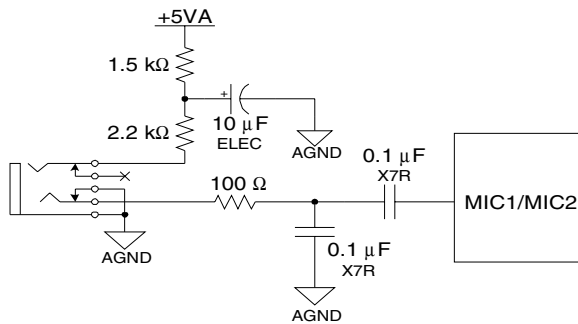 +5VA
1.5 kΩ
2.2 kΩ
+
10 μF
ELEC
AGND
0.1 μF
X7R
100 Ω
MIC1/MIC2
AGND
0.1 μF
X7R
AGND